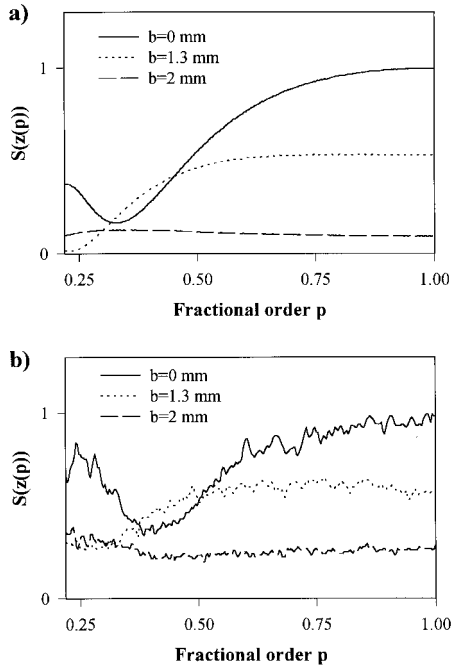 a)
b=0 mm
b=1.3 mm
b=2 mm
1
S(z(p))
0
0.25 0.50 0.75 1.00
Fractional order p
b)
b=0 mm
b=1.3 mm
b=2 mm
1
S(z(p))
0
0.25 0.50 0.75 1.00
Fractional order p